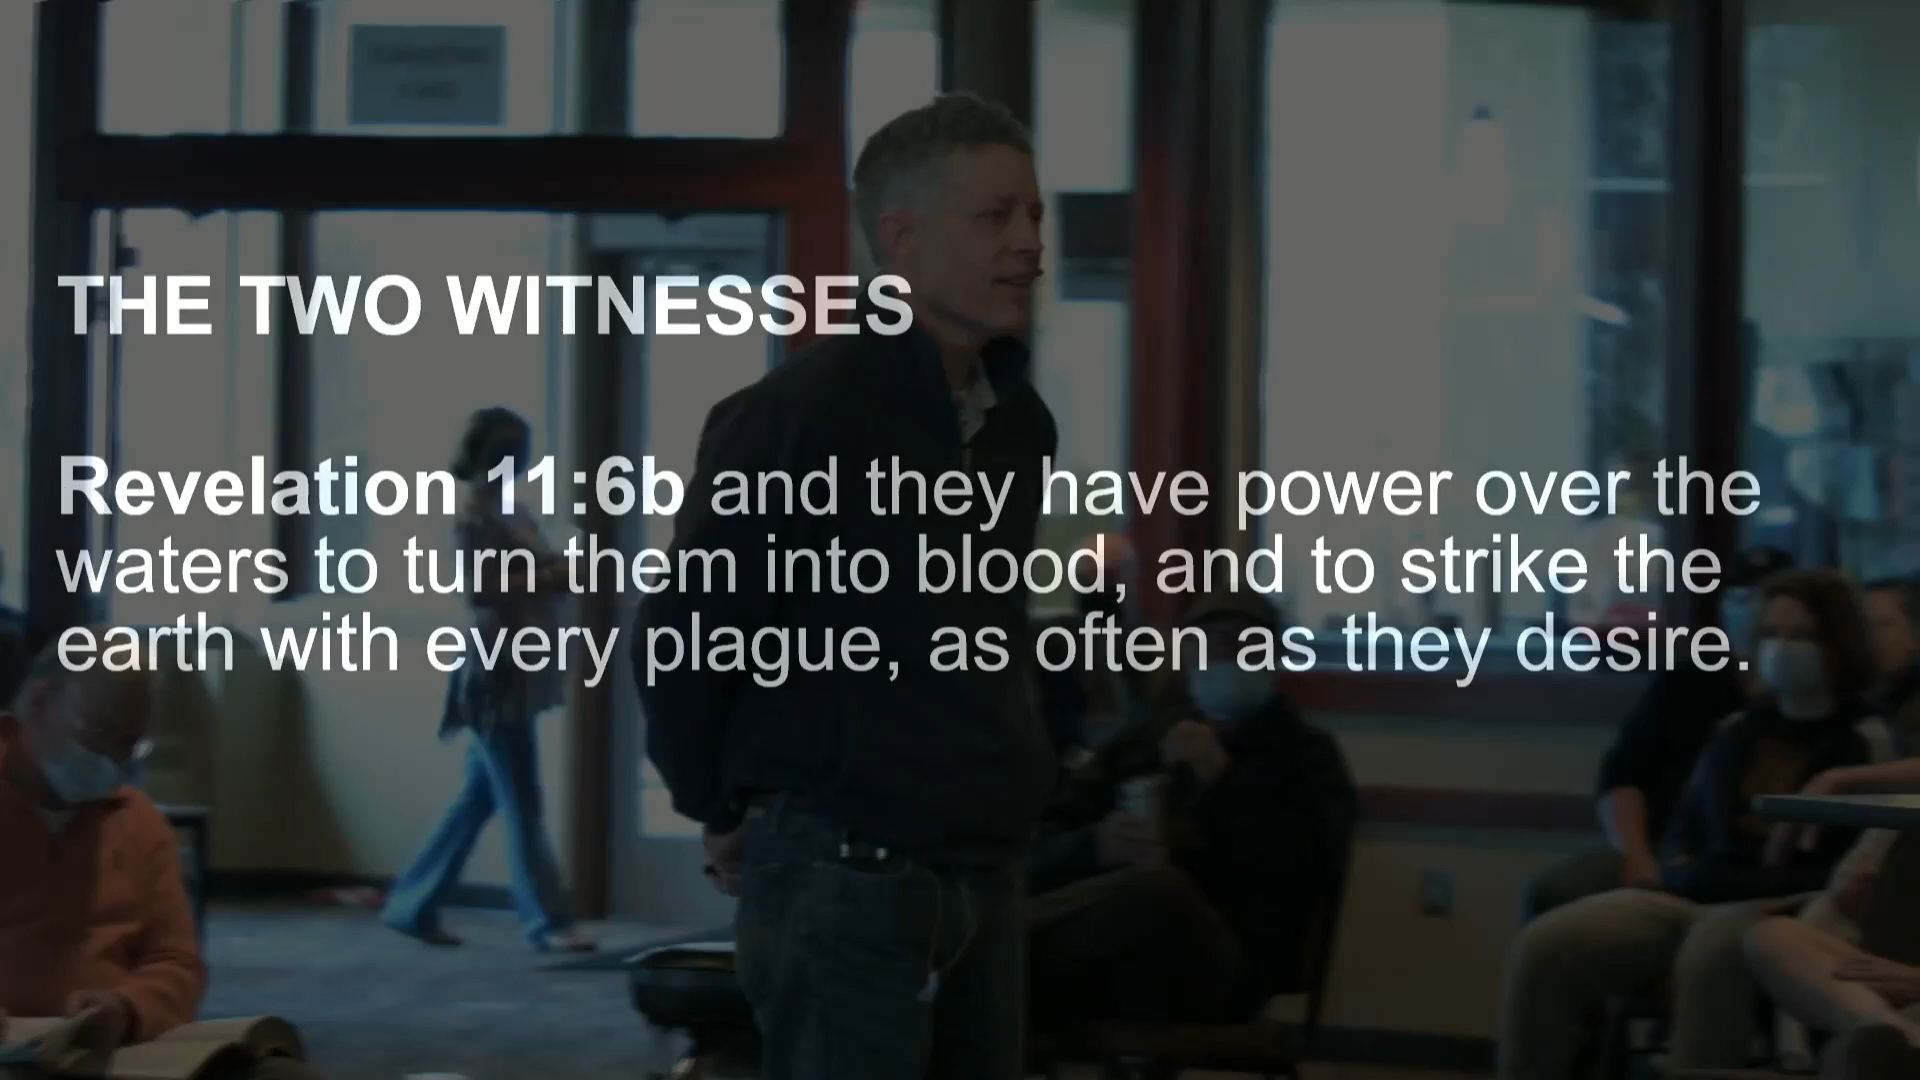 THE TWO WITNESSES
Revelation 11:6b and they have power over the
waters to turn them into blood, and to strike the
earth with every plague, as often as they desire.